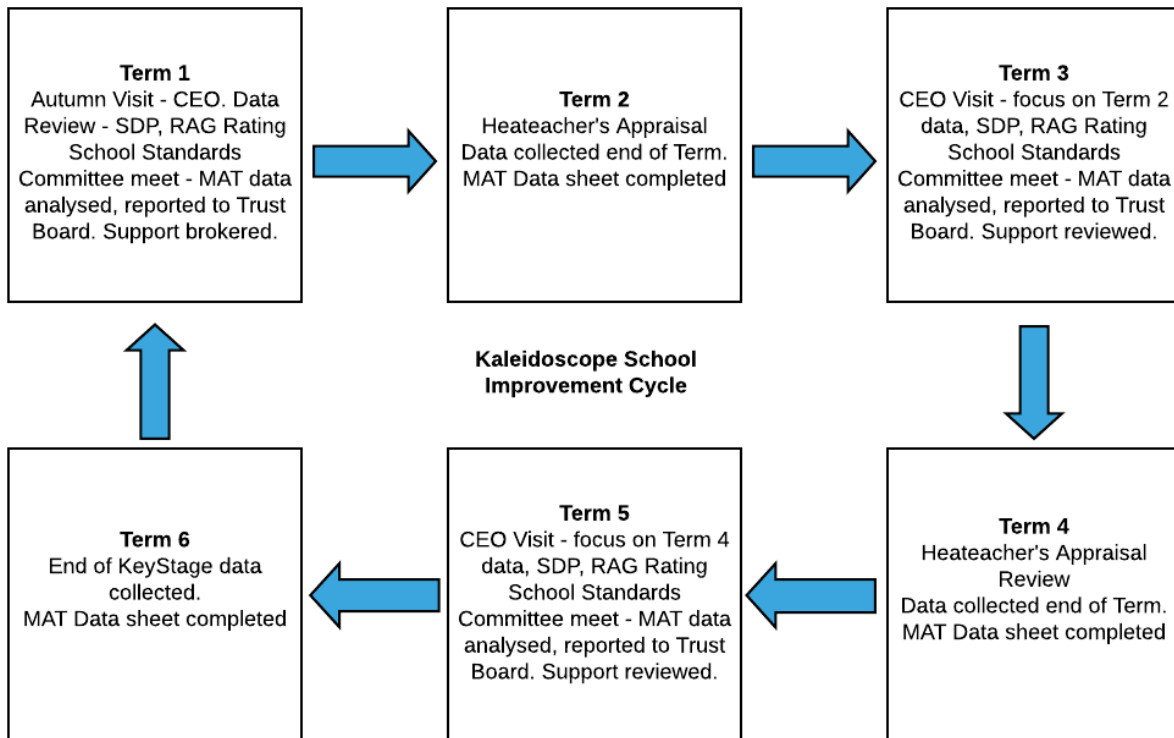 Term 1
Autumn Visit - CEO. Data
Review - SDP, RAG Rating
School Standards
Committee meet - MAT data
analysed, reported to Trust
Board. Support brokered.
Term 2
Heateacher's Appraisal
Data collected end of Term.
MAT Data sheet completed
Term 3
CEO Visit - focus on Term 2
data, SDP, RAG Rating
School Standards
Committee meet - MAT data
analysed, reported to Trust
Board. Support reviewed.
Kaleidoscope School
Improvement Cycle
Term 6
End of KeyStage data
collected.
MAT Data sheet completed
Term 5
CEO Visit - focus on Term 4
data, SDP, RAG Rating
School Standards
Committee meet - MAT data
analysed, reported to Trust
Board. Support reviewed.
Term 4
Heateacher's Appraisal
Review
Data collected end of Term.
MAT Data sheet completed